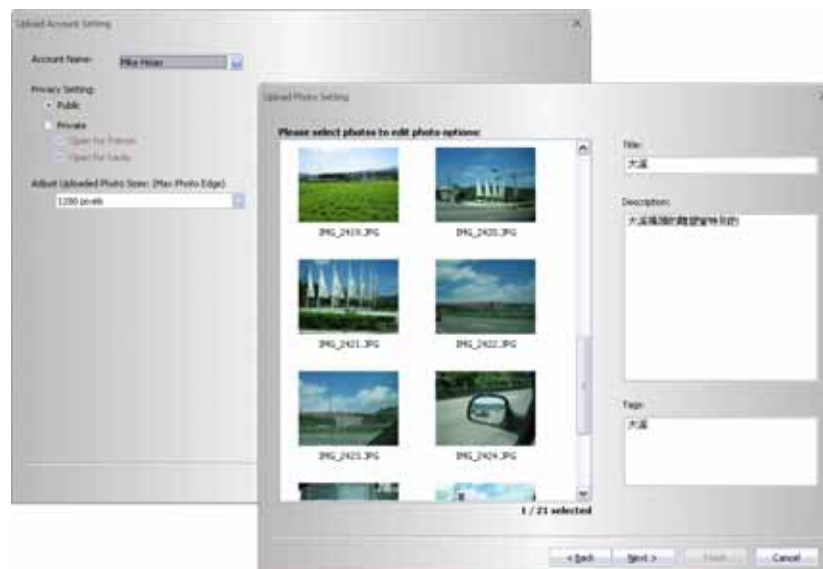 Upload Account Setting
Account Name:
Privacy Setting:
Public
Private
Open for Friends
Open for Family
Adjust Uploaded Photo Sizes: (Max Photo Edge)
1280 pixels
Upload Photo Setting
Please select photos to edit photo options:
IMG_2419.JPG
IMG_2420.JPG
IMG_2421.JPG
IMG_2422.JPG
IMG_2423.JPG
IMG_2424.JPG
1 / 21 selected
Title:
大溪
Description:
Tags:
大溪
< Back
Next >
Finish
Cancel